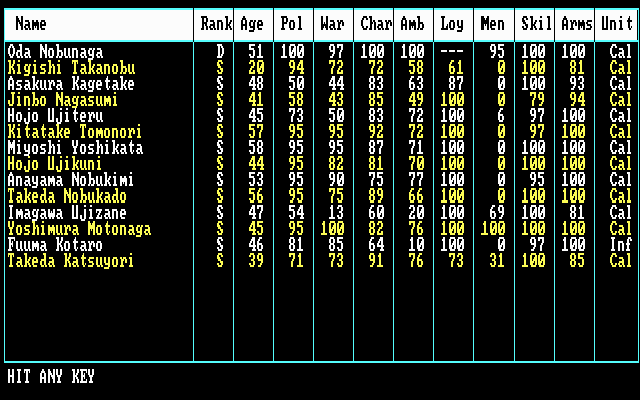 Name Rank Age Pol War Char Amb Loy Men Skil Arms Unit
Oda Nobunaga D 51 100 97 100 100 --- 95 100 100 Cal
Kigishi Takanobu S 20 94 72 72 58 61 0 100 81 Cal
Asakura Kagetake S 48 50 44 83 63 87 0 100 93 Cal
Jinbo Nagasumi S 41 58 43 85 49 100 0 79 94 Cal
Hojo Ujiteru S 45 73 50 83 72 100 6 97 100 Cal
Kitatake Tomonori S 57 95 95 92 72 100 0 97 100 Cal
Miyoshi Yoshikata S 58 95 95 87 71 100 0 100 100 Cal
Hojo Ujikuni S 44 95 82 81 70 100 0 100 100 Cal
Anayama Nobukimi S 53 95 90 75 77 100 0 95 100 Cal
Takeda Nobukado S 56 95 75 89 66 100 0 100 100 Cal
Imagawa Ujizane S 47 54 13 60 20 100 69 100 81 Cal
Yoshimura Motonaga S 45 95 100 82 76 100 100 100 100 Cal
Fuuma Kotaro S 46 81 85 64 10 100 0 97 100 Inf
Takeda Katsuyori S 39 71 73 91 76 73 31 100 85 Cal
HIT ANY KEY